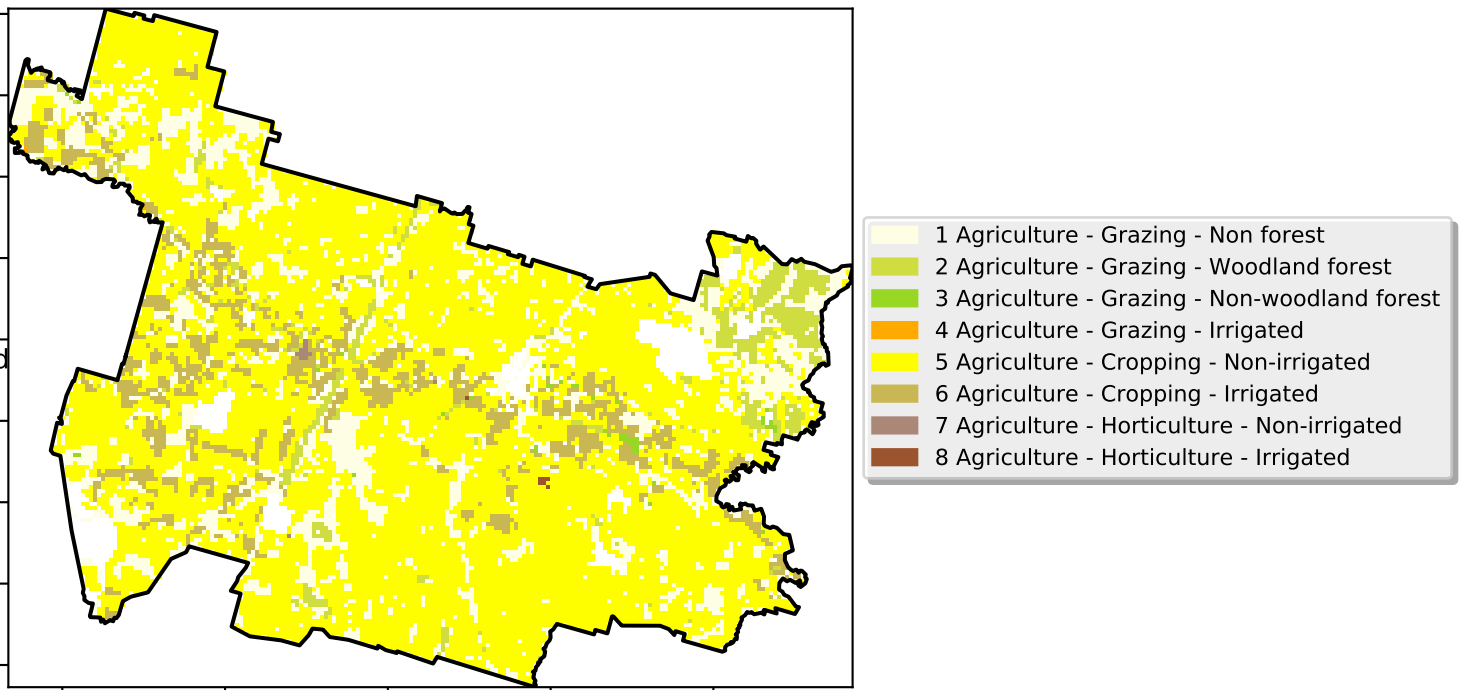 1 Agriculture - Grazing - Non forest
2 Agriculture - Grazing - Woodland forest
3 Agriculture - Grazing - Non-woodland forest
4 Agriculture - Grazing - Irrigated
5 Agriculture - Cropping - Non-irrigated
6 Agriculture - Cropping - Irrigated
7 Agriculture - Horticulture - Non-irrigated
8 Agriculture - Horticulture - Irrigated